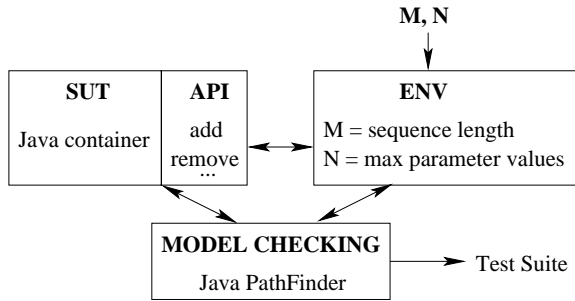 M, N
SUT
Java container
API
add
remove
...
ENV
M = sequence length
N = max parameter values
MODEL CHECKING
Java PathFinder
Test Suite